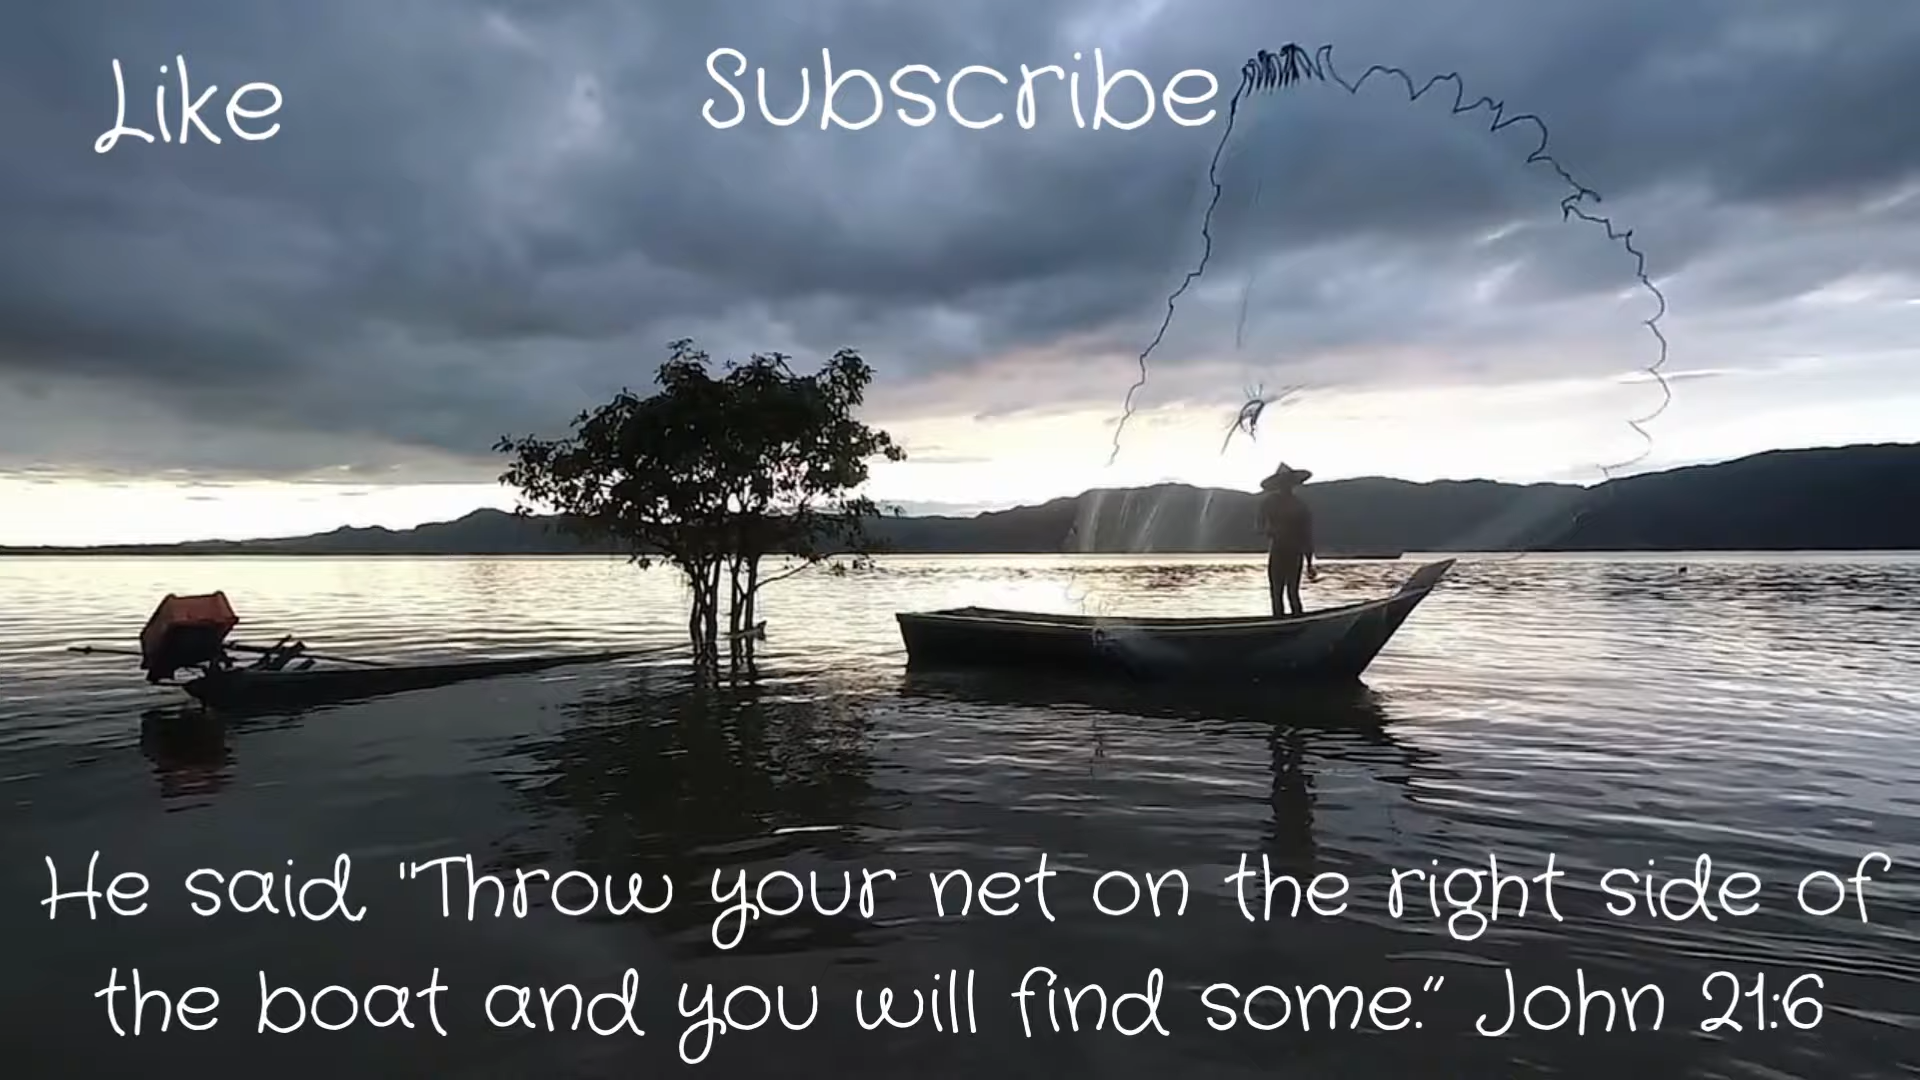 Like
Subscribe
He said, "Throw your net on the right side of
the boat and you will find some." John 21:6